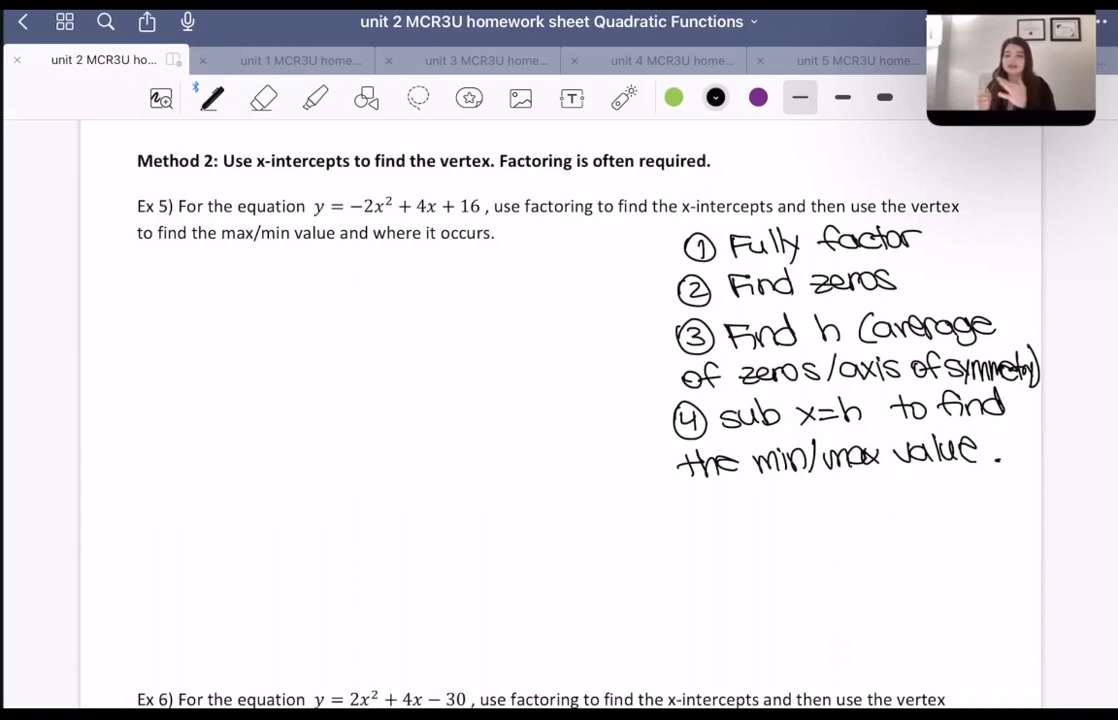 unit 2 MCR3U homework sheet Quadratic Functions
unit 2 MCR3U ho...
unit 1 MCR3U home...
unit 3 MCR3U home...
unit 4 MCR3U home...
unit 5 MCR3U home...
Method 2: Use x-intercepts to find the vertex. Factoring is often required.
Ex 5) For the equation y = −2x² + 4x + 16 , use factoring to find the x-intercepts and then use the vertex
to find the max/min value and where it occurs.
① Fully factor
② Find zeros
③ Find h (average
of zeros/axis of symmetry)
④ sub x=h to find
the min/max value.
Ex 6) For the equation y = 2x² + 4x − 30 , use factoring to find the x-intercepts and then use the vertex